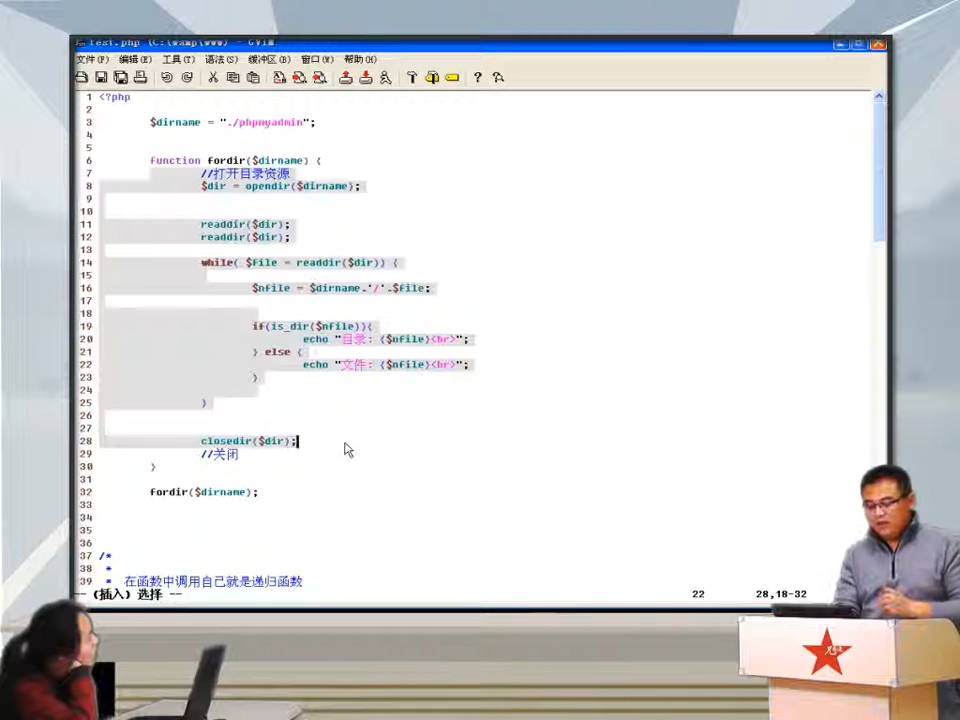 test.php (C:\wamp\www) - GVIM
文件(F) 编辑(E) 工具(T) 语法(S) 缓冲区(B) 窗口(W) 帮助(H)
1 <?php
2
3 $dirname = "./phpmyadmin";
4
5
6 function fordir($dirname) {
7 //打开目录资源
8 $dir = opendir($dirname);
9
10
11 readdir($dir);
12 readdir($dir);
13
14 while( $file = readdir($dir)) {
15
16 $nfile = $dirname.'/'.$file;
17
18
19 if(is_dir($nfile)){
20 echo "目录: {$nfile}<br>";
21 } else {
22 echo "文件: {$nfile}<br>";
23 }
24
25 }
26
27
28 closedir($dir);
29 //关闭
30 }
31
32 fordir($dirname);
33
34
35
36
37 /*
38 *
39 * 在函数中调用自己就是递归函数
-- (插入) 选择 -- 22 28,18-32